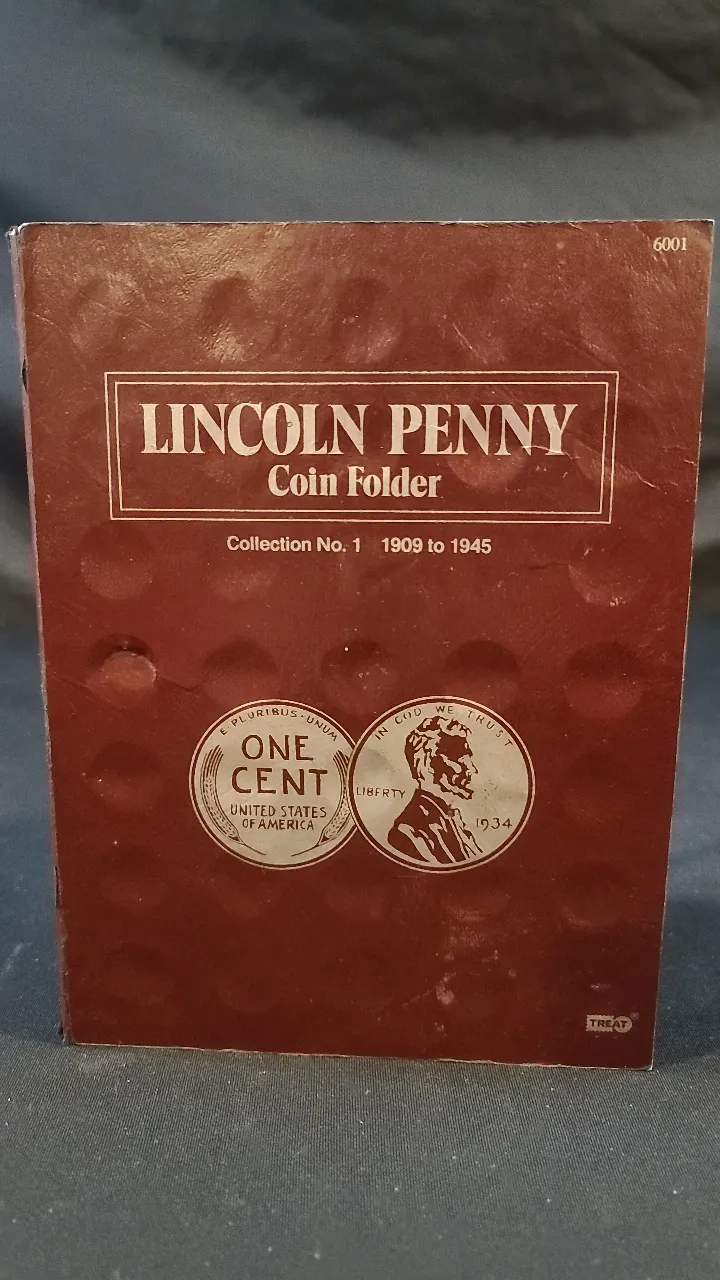 6001
LINCOLN PENNY
Coin Folder
Collection No. 1 1909 to 1945
E·PLURIBUS·UNUM
ONE
CENT
UNITED STATES
OF AMERICA
IN GOD WE TRUST
LIBERTY
1934
TREAT